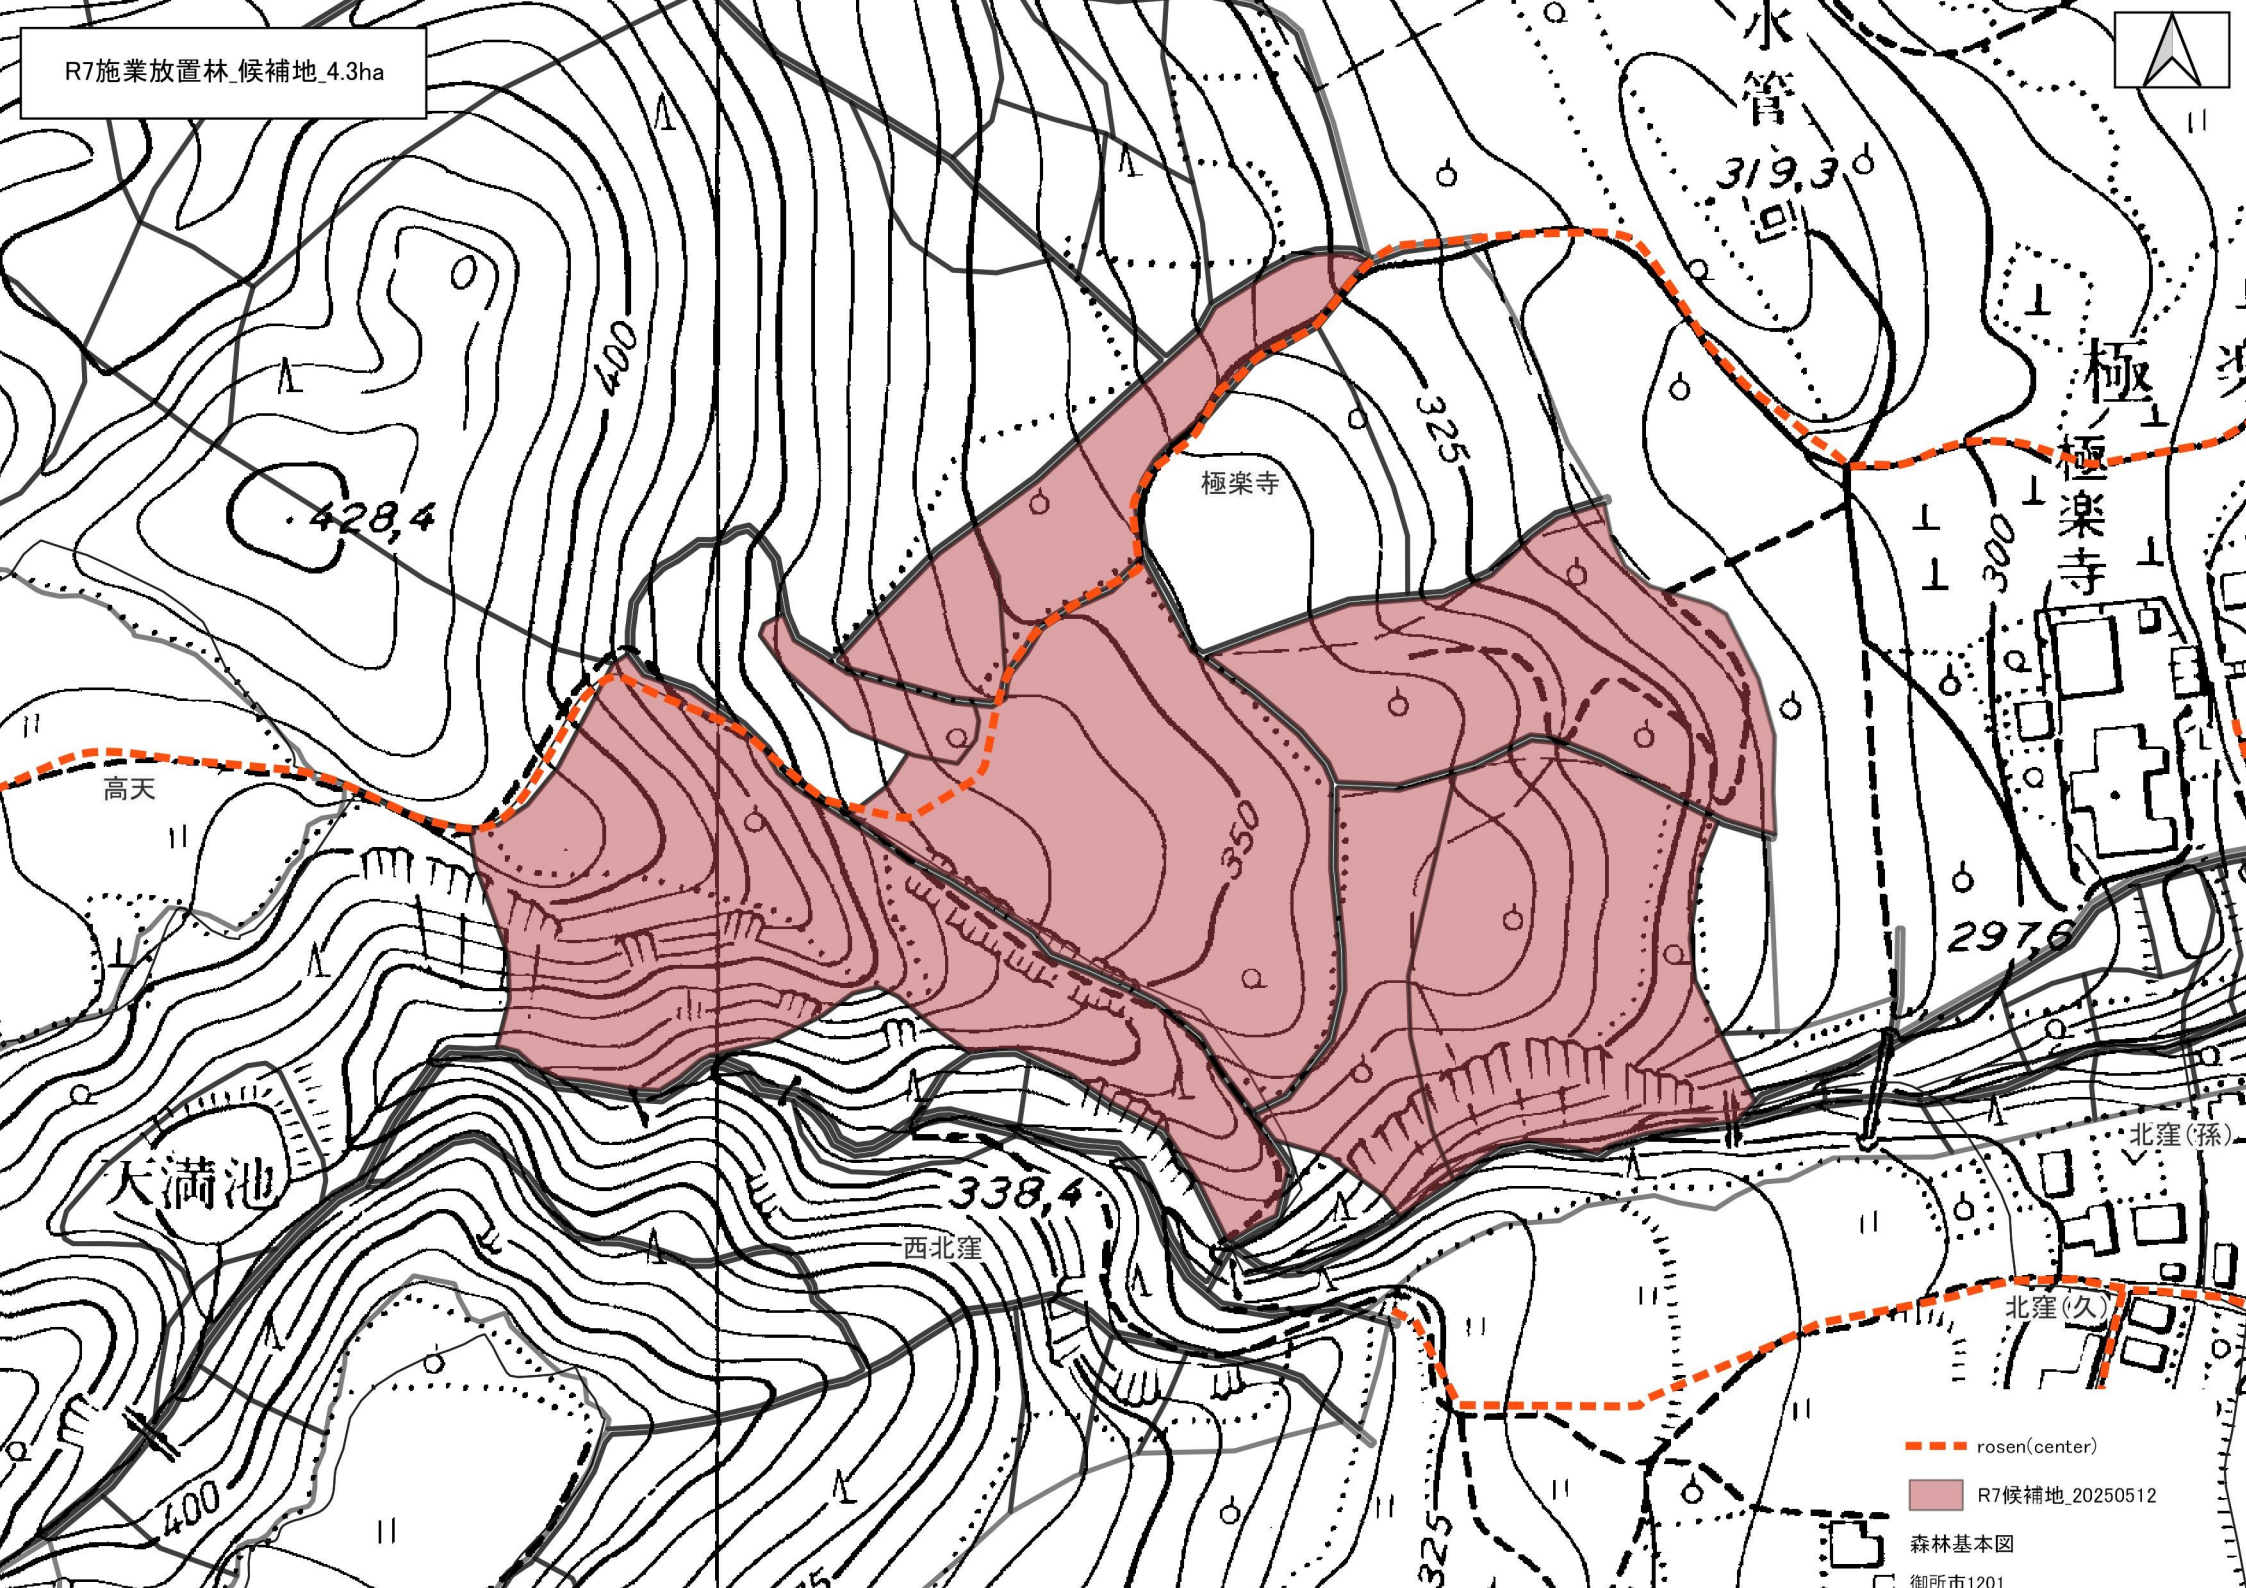 R7施業放置林_候補地_4.3ha
水管
319.3
400
極
428,4
325
極楽寺
極楽寺
300
高天
350
297,6
天満池
338,4
西北窪
北窪(孫)
北窪(久)
400
325
rosen(center)
R7候補地_20250512
森林基本図
御所市1201